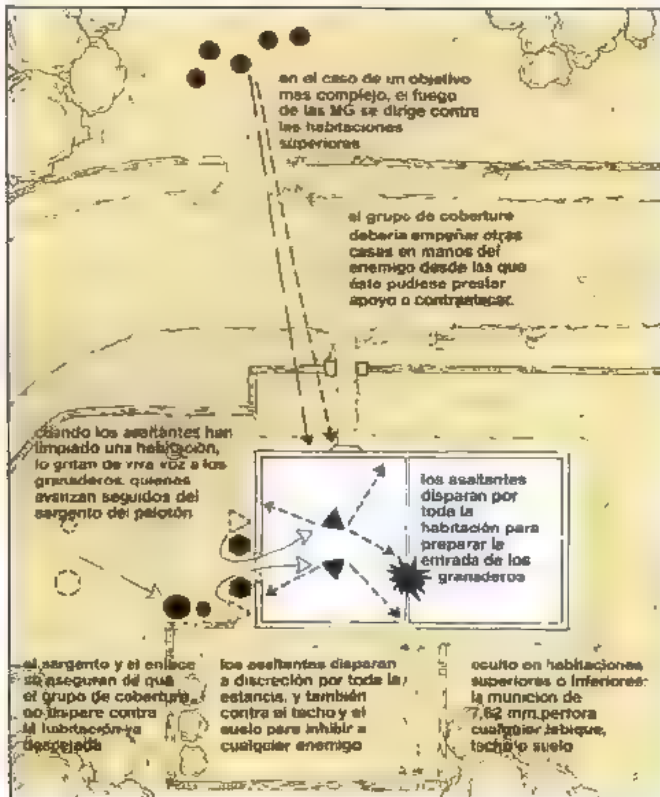 en el caso de un objetivo
mas complejo, el fuego
de las MG se dirige contra
las habitaciones
superiores
el grupo de coberture
debería empeñar otras
casas en manos del
enemigo desde las que
éste pudiese prestar
apoyo o contraatacar.
cuando los asaltantes han
limpiado una habitación,
lo gritan de viva voz a los
granaderos, quienes
avanzan seguidos del
sargento del pelotón
los asaltantes
disparan por
toda la
habitación para
preparar la
entrada de los
granaderos
el sargento y el enlace
se aseguran de que
el grupo de cobertura
no dispare contra
la habitación ya
despejada
los asaltantes disparan
a discreción por toda la
estancia, y también
contra el techo y el
suelo para inhibir a
cualquier enemigo
oculto en habitaciones
superiores o inferiores:
la munición de
7,62 mm perfora
cualquier tabique,
techo o suelo